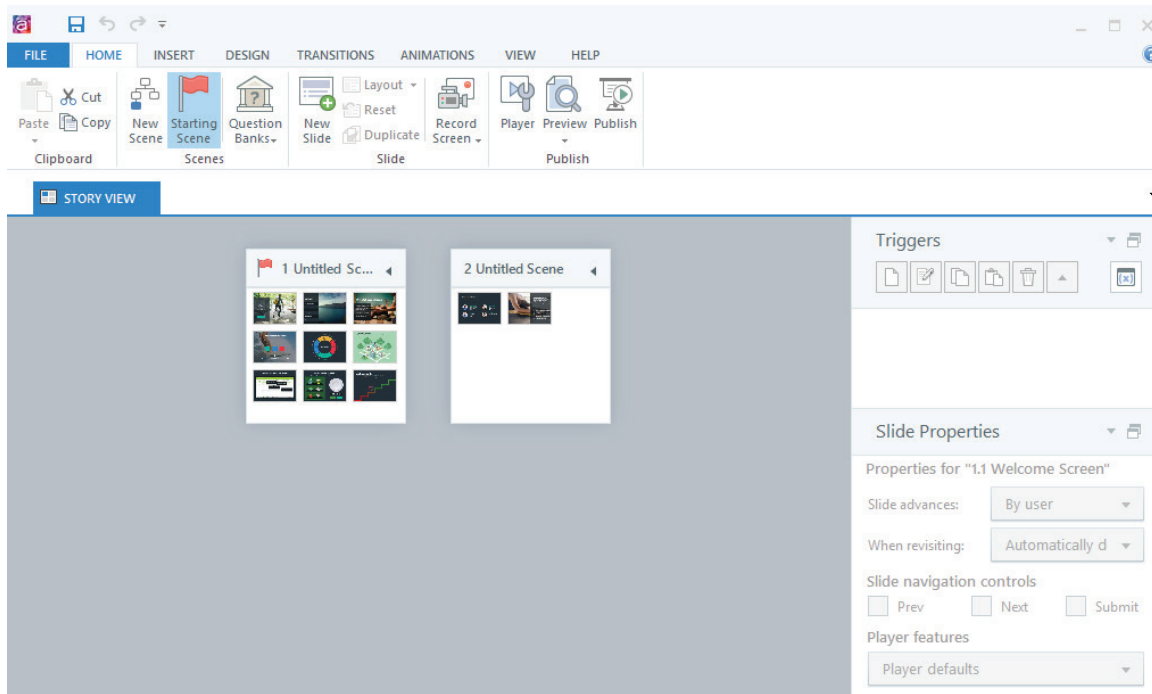 FILE HOME INSERT DESIGN TRANSITIONS ANIMATIONS VIEW HELP
Paste
Cut
Copy
Clipboard
New Scene
Starting Scene
Question Banks
Scenes
New Slide
Layout
Reset
Duplicate
Record Screen
Slide
Player
Preview
Publish
Publish
STORY VIEW
1 Untitled Sc...
2 Untitled Scene
Triggers
(x)
Slide Properties
Properties for "1.1 Welcome Screen"
Slide advances: By user
When revisiting: Automatically d
Slide navigation controls
Prev Next Submit
Player features
Player defaults